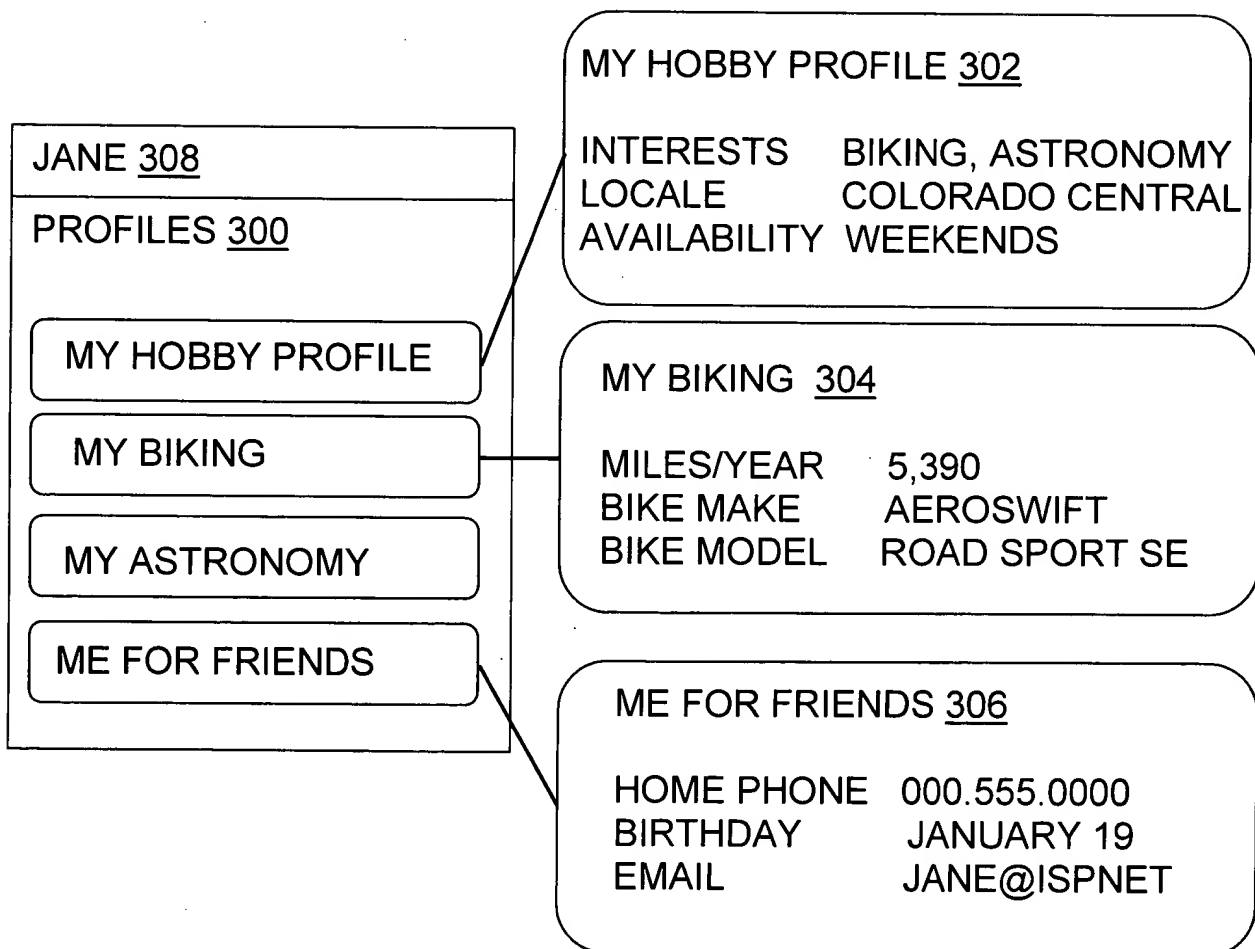 JANE 308
PROFILES 300
MY HOBBY PROFILE
MY BIKING
MY ASTRONOMY
ME FOR FRIENDS
MY HOBBY PROFILE 302
INTERESTS BIKING, ASTRONOMY
LOCALE COLORADO CENTRAL
AVAILABILITY WEEKENDS
MY BIKING 304
MILES/YEAR 5,390
BIKE MAKE AEROSWIFT
BIKE MODEL ROAD SPORT SE
ME FOR FRIENDS 306
HOME PHONE 000.555.0000
BIRTHDAY JANUARY 19
EMAIL JANE@ISPNET